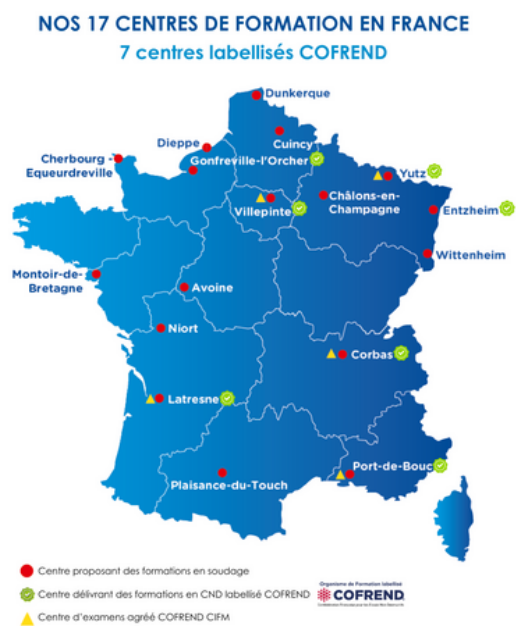 NOS 17 CENTRES DE FORMATION EN FRANCE
7 centres labellisés COFREND
Dunkerque
Cuincy
Dieppe
Gonfreville-l'Orcher
Cherbourg -
Equeurdreville
Yutz
Châlons-en-
Champagne
Villepinte
Entzheim
Wittenheim
Montoir-de-
Bretagne
Avoine
Niort
Corbas
Latresne
Port-de-Bouc
Plaisance-du-Touch
Centre proposant des formations en soudage
Centre délivrant des formations en CND labellisé COFREND
Organisme de Formation labellisé
COFREND
Centre d'examens agréé COFREND CIFM